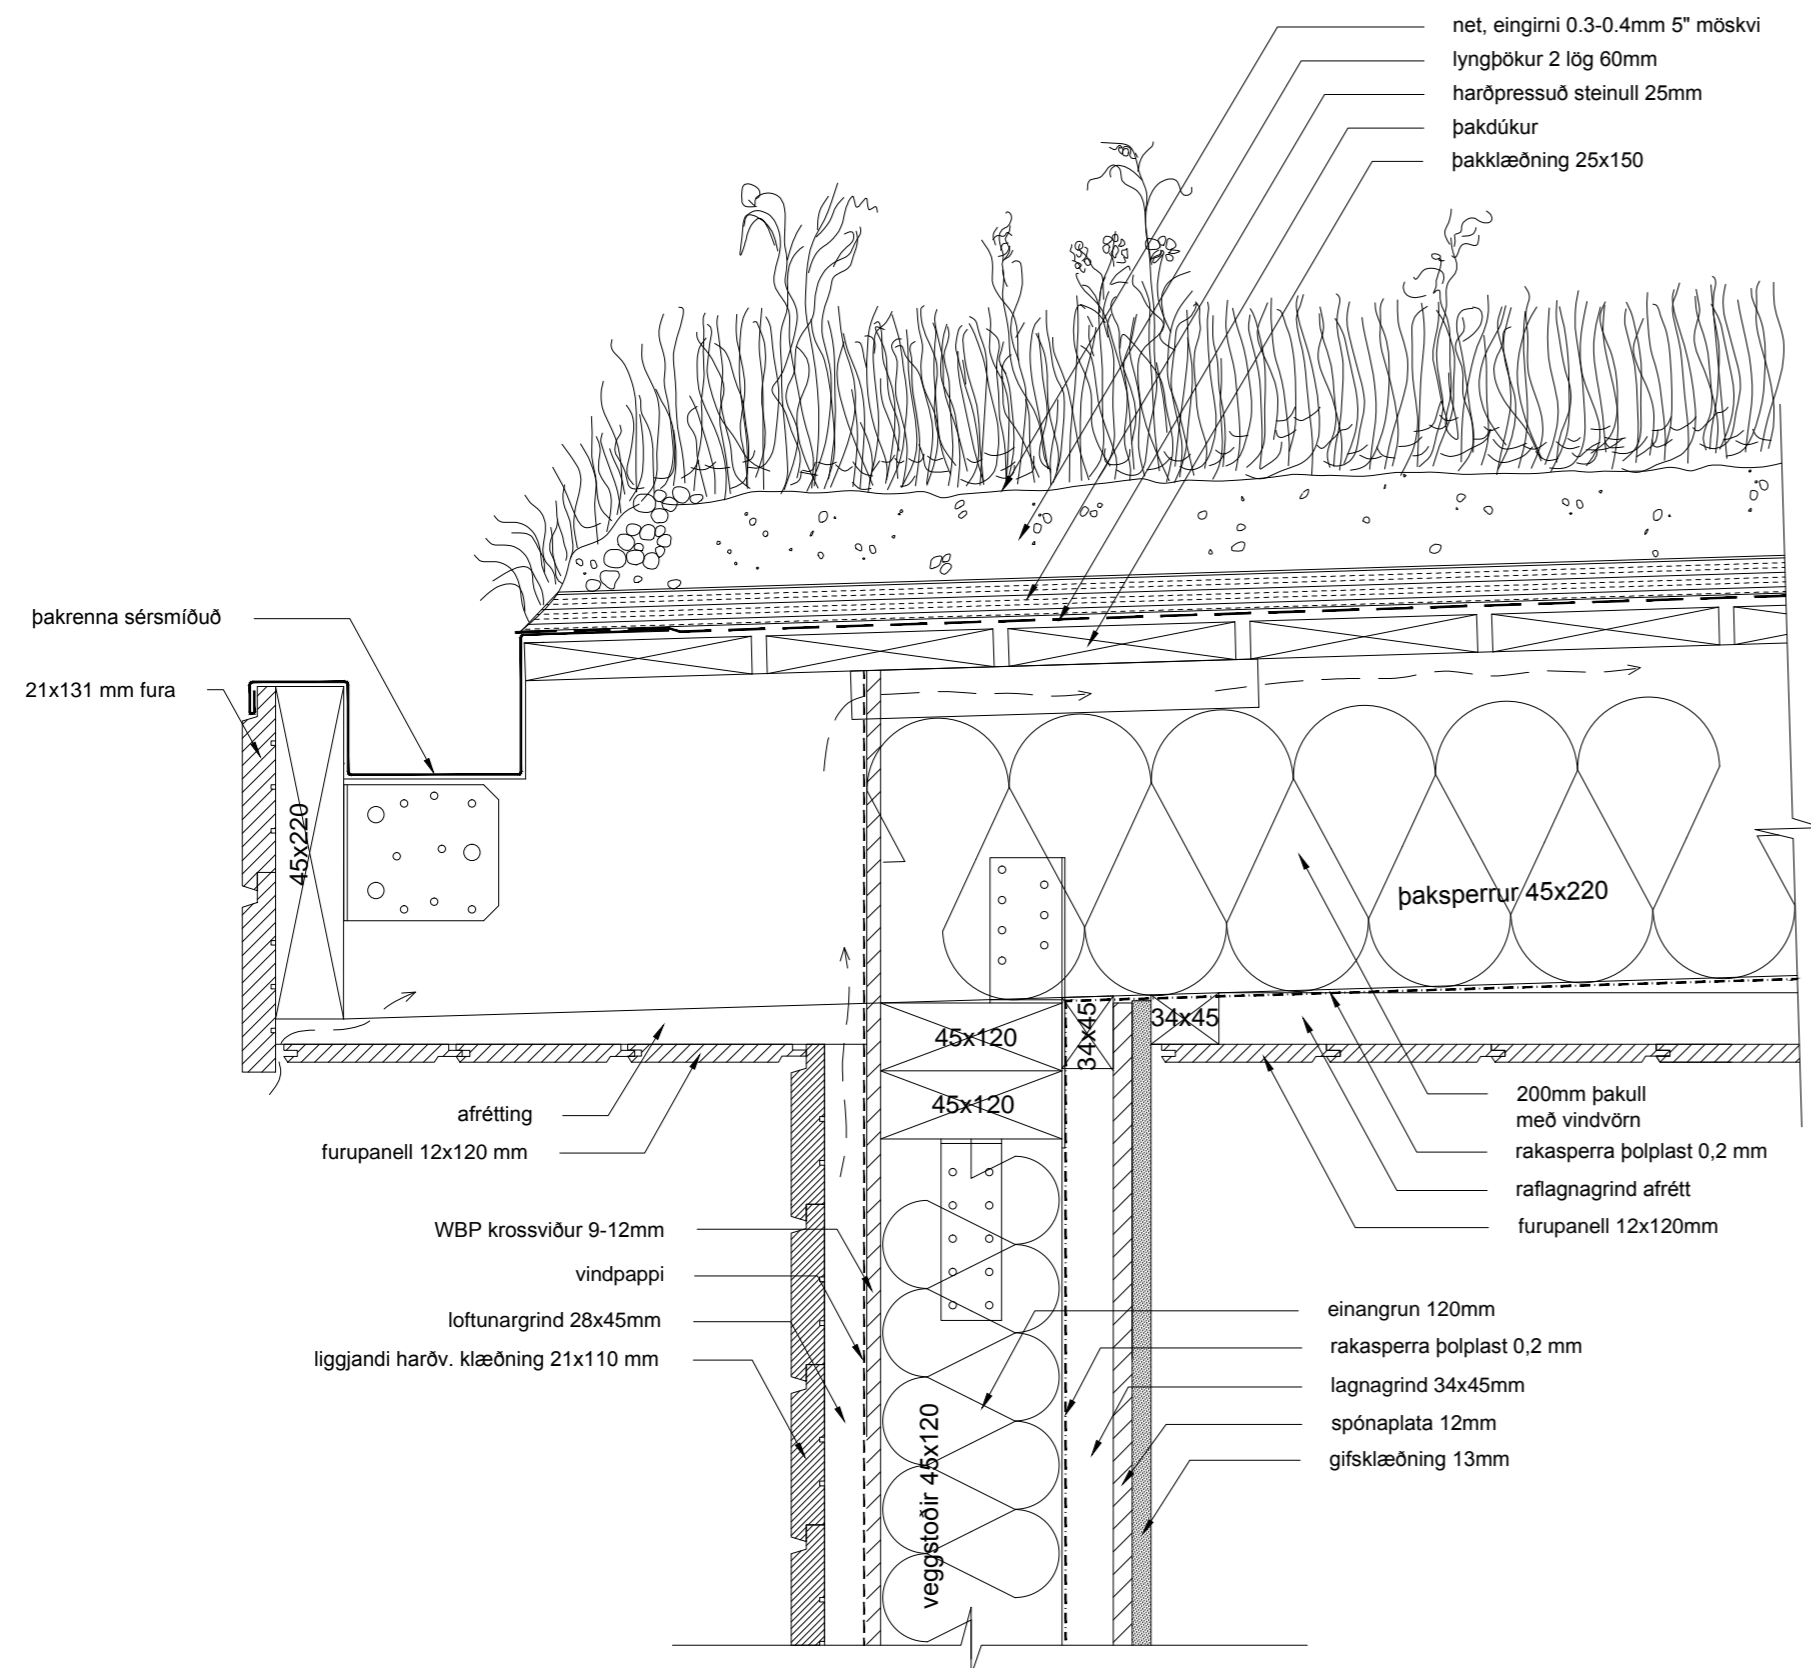 net, eingirni 0.3-0.4mm 5" möskvi
lyngþökur 2 lög 60mm
harðpressuð steinull 25mm
þakdúkur
þakklæðning 25x150
þakrenna sérsmíðuð
21x131 mm fura
45x220
þaksperrur 45x220
45x120
34x45
34x45
45x120
afrétting
furupanell 12x120 mm
200mm þakull
með vindvörn
rakasperra þolplast 0,2 mm
raflagnagrind afrétt
furupanell 12x120mm
WBP krossviður 9-12mm
vindpappi
loftunargrind 28x45mm
liggjandi harðv. klæðning 21x110 mm
einangrun 120mm
rakasperra þolplast 0,2 mm
lagnagrind 34x45mm
spónaplata 12mm
gifsklæðning 13mm
veggstoðir 45x120